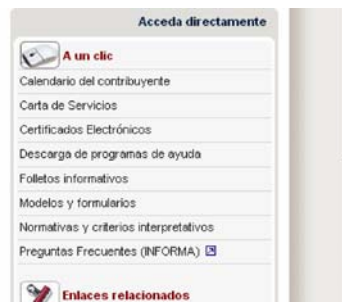 Acceda directamente
A un clic
Calendario del contribuyente
Carta de Servicios
Certificados Electrónicos
Descarga de programas de ayuda
Folletos informativos
Modelos y formularios
Normativas y criterios interpretativos
Preguntas Frecuentes (INFORMA)
Enlaces relacionados